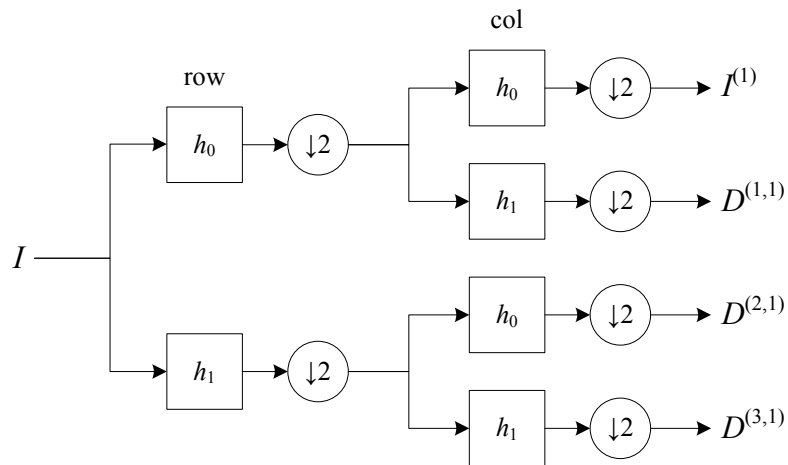 col
row
h₀ ↓2 I⁽¹⁾
h₀ ↓2
h₁ ↓2 D⁽¹,¹⁾
I
h₀ ↓2 D⁽²,¹⁾
h₁ ↓2
h₁ ↓2 D⁽³,¹⁾